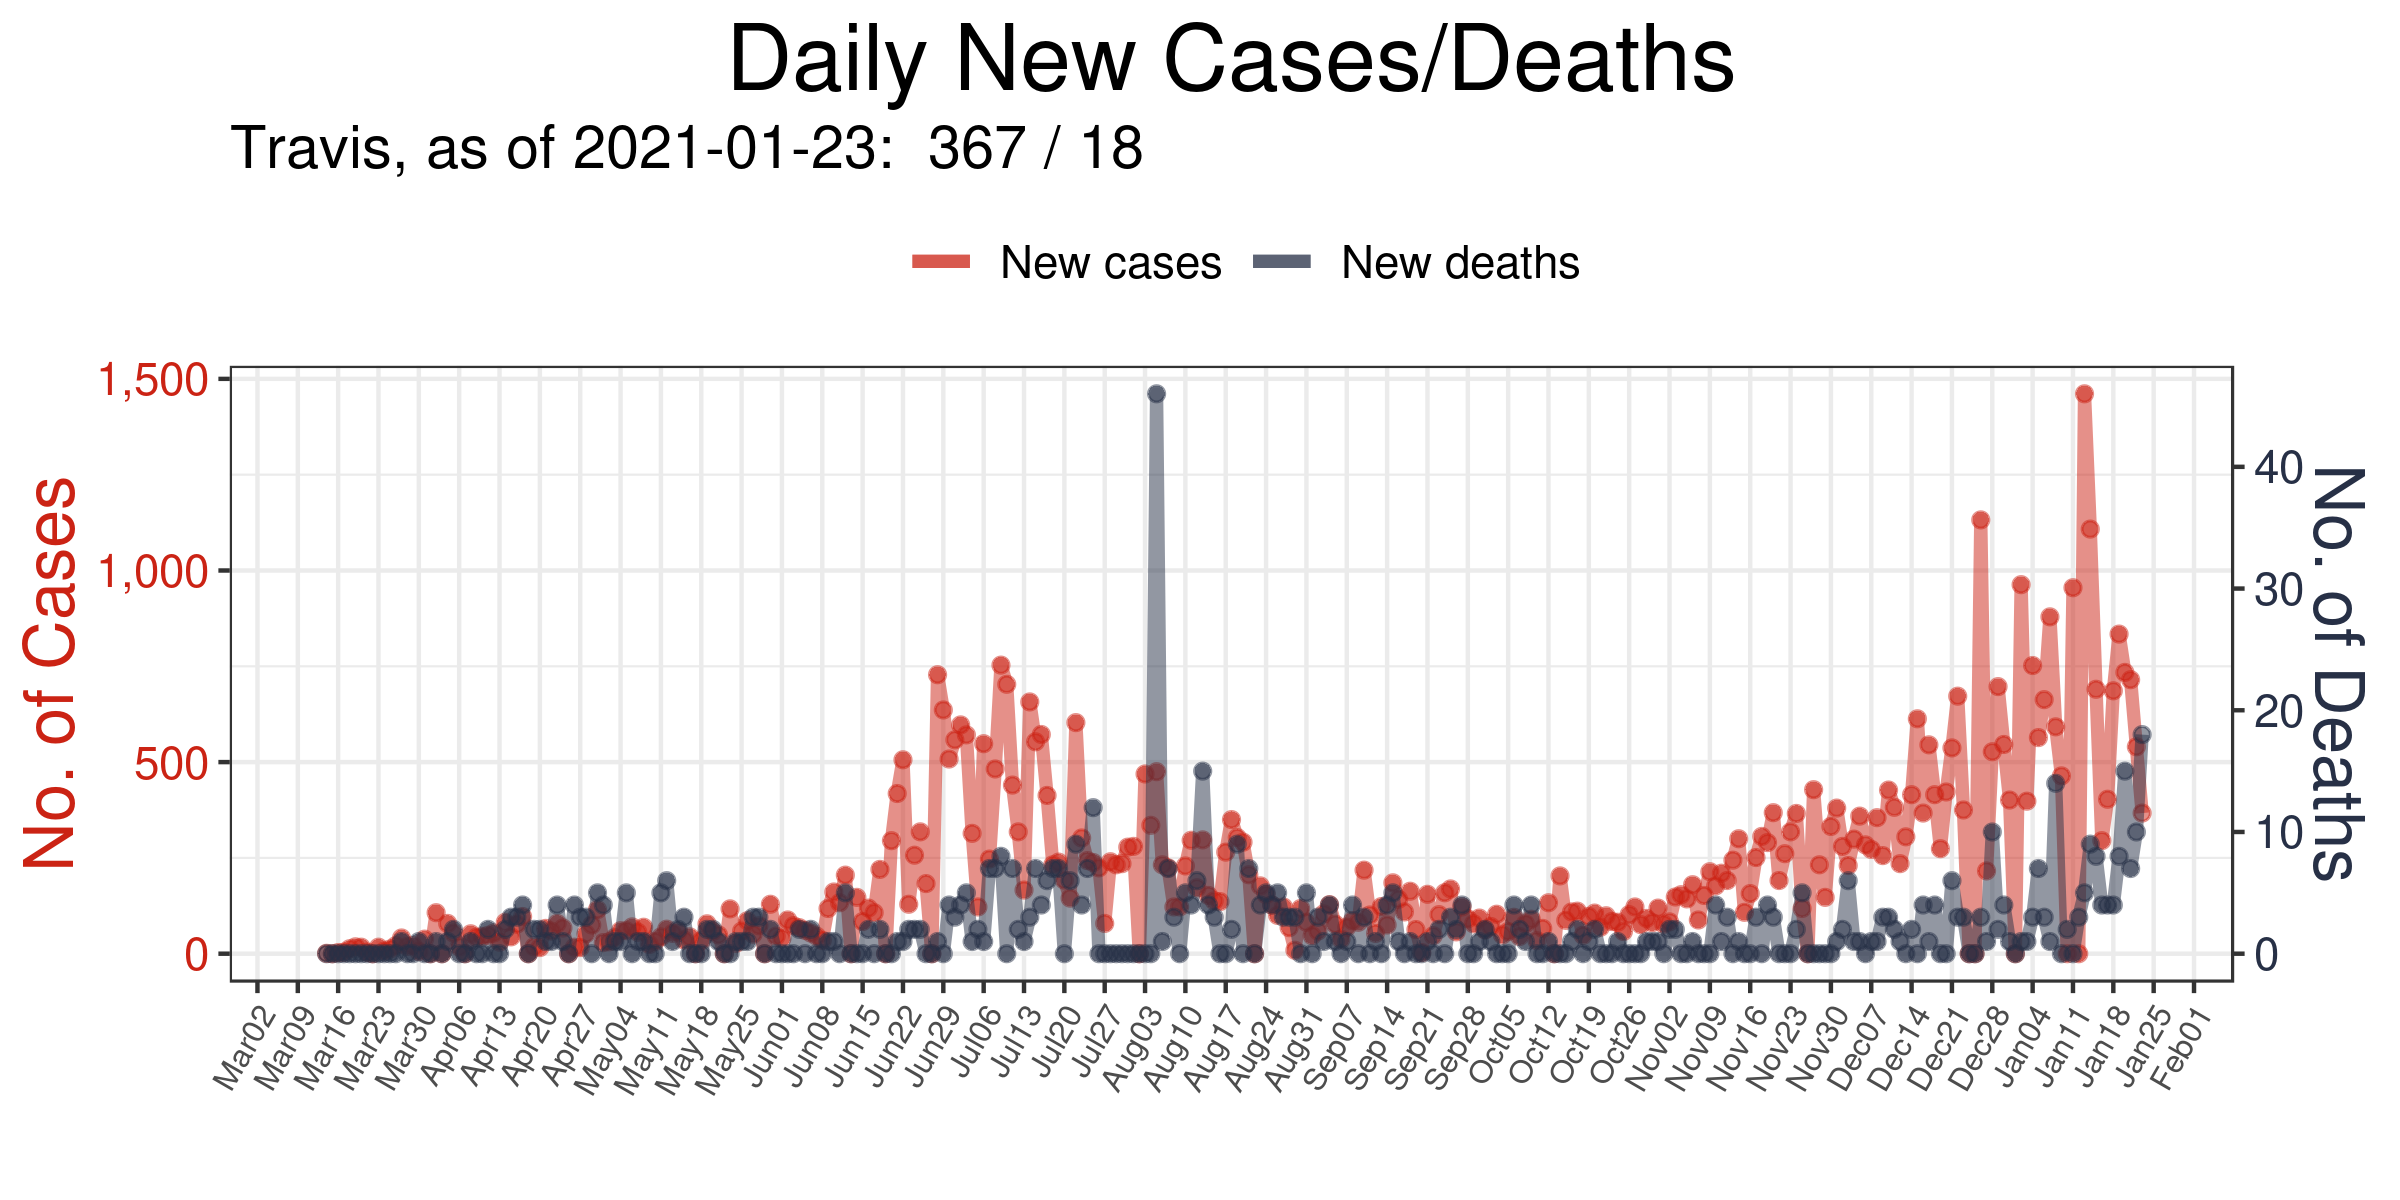 Daily New Cases/Deaths
Travis, as of 2021-01-23:  367 / 18
New cases New deaths
No. of Cases
1,500
1,000
500
0
40
30
20
10
0
No. of Deaths
Mar02 Mar09 Mar16 Mar23 Mar30 Apr06 Apr13 Apr20 Apr27 May04 May11 May18 May25 Jun01 Jun08 Jun15 Jun22 Jun29 Jul06 Jul13 Jul20 Jul27 Aug03 Aug10 Aug17 Aug24 Aug31 Sep07 Sep14 Sep21 Sep28 Oct05 Oct12 Oct19 Oct26 Nov02 Nov09 Nov16 Nov23 Nov30 Dec07 Dec14 Dec21 Dec28 Jan04 Jan11 Jan18 Jan25 Feb01